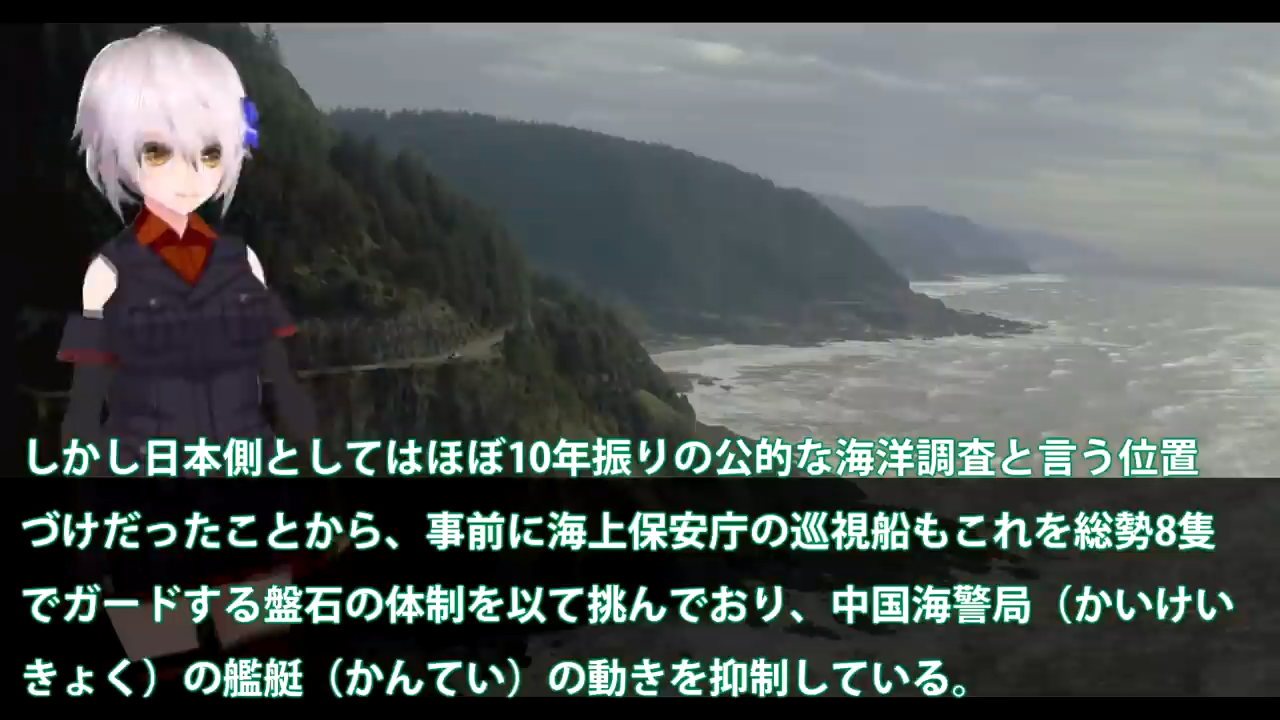 しかし日本側としてはほぼ10年振りの公的な海洋調査と言う位置
づけだったことから、事前に海上保安庁の巡視船もこれを総勢8隻
でガードする盤石の体制を以て挑んでおり、中国海警局（かいけい
きょく）の艦艇（かんてい）の動きを抑制している。